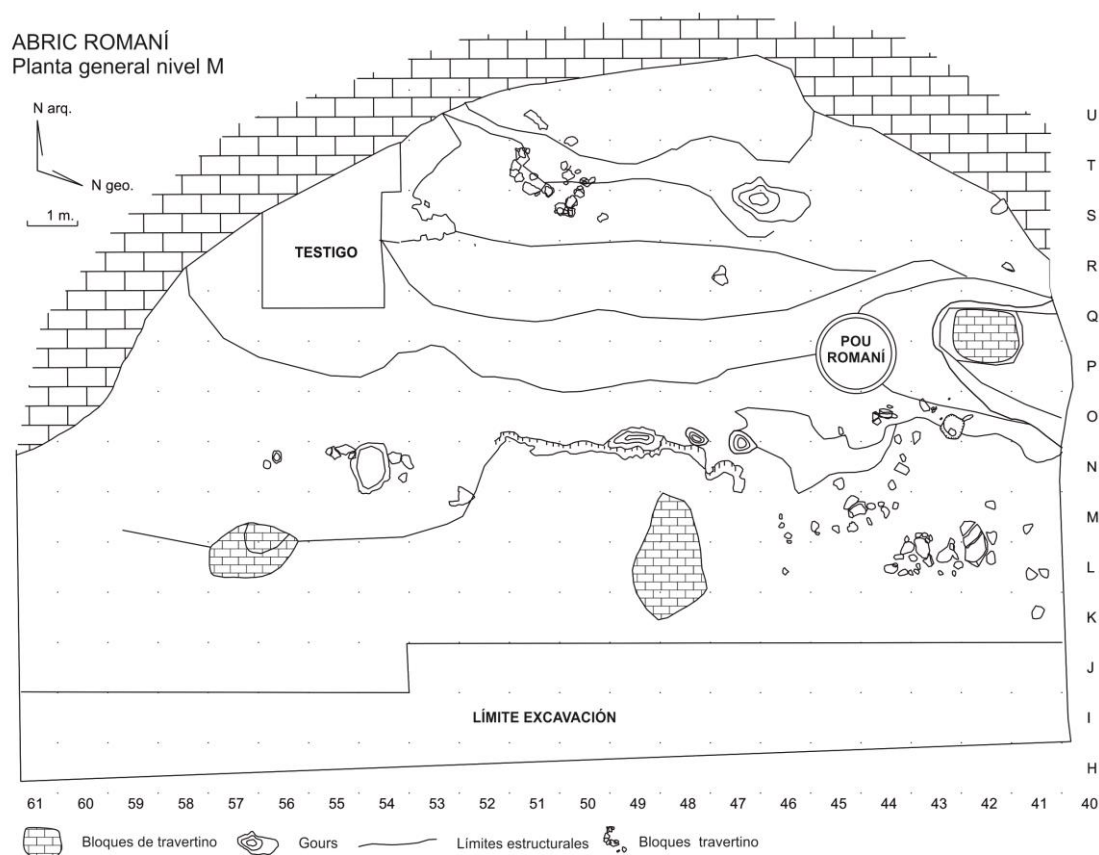 ABRIC ROMANÍ
Planta general nivel M
N arq.
N geo.
1 m.
TESTIGO
POU
ROMANÍ
LÍMITE EXCAVACIÓN
U
T
S
R
Q
P
O
N
M
L
K
J
I
H
61 60 59 58 57 56 55 54 53 52 51 50 49 48 47 46 45 44 43 42 41 40
Bloques de travertino Gours Límites estructurales Bloques travertino